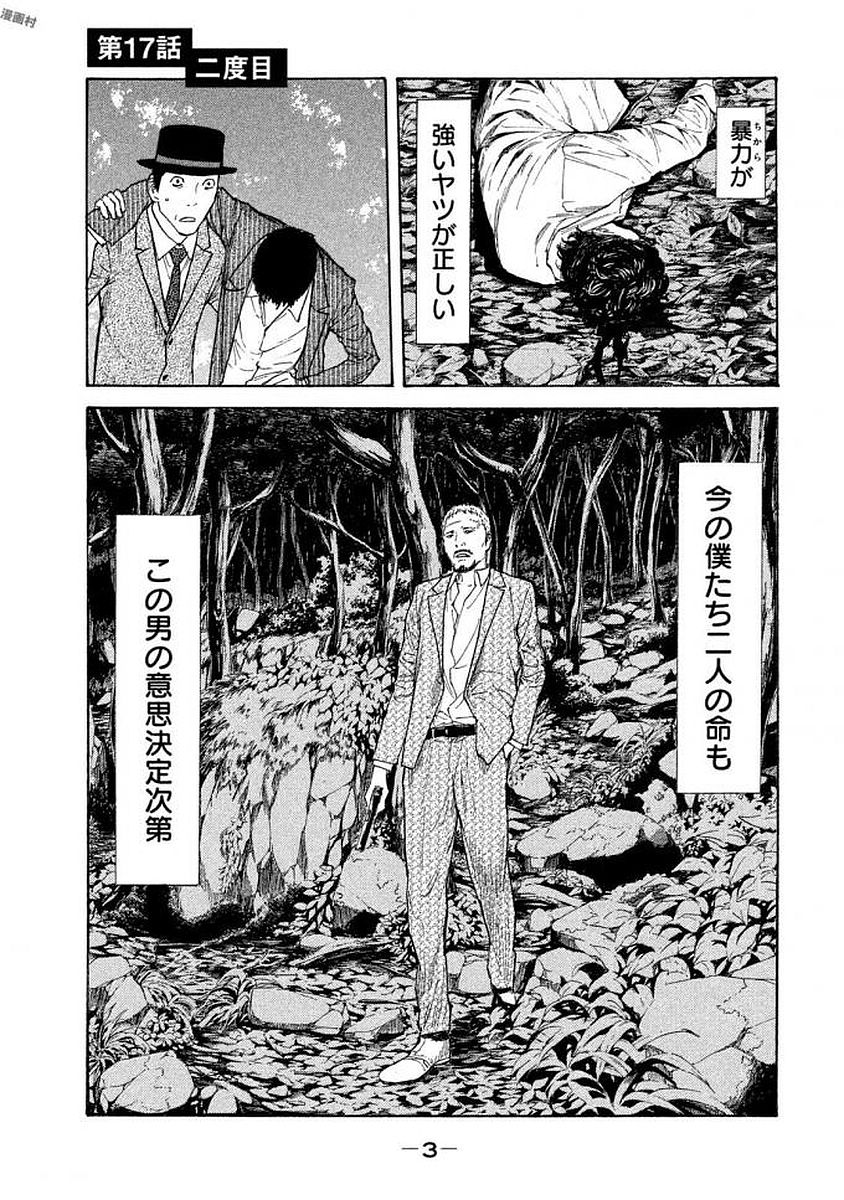 漫画村
第17話
二度目
暴力が
ちから
強いヤツが正しい
今の僕たち二人の命も
この男の意思決定次第
−3−